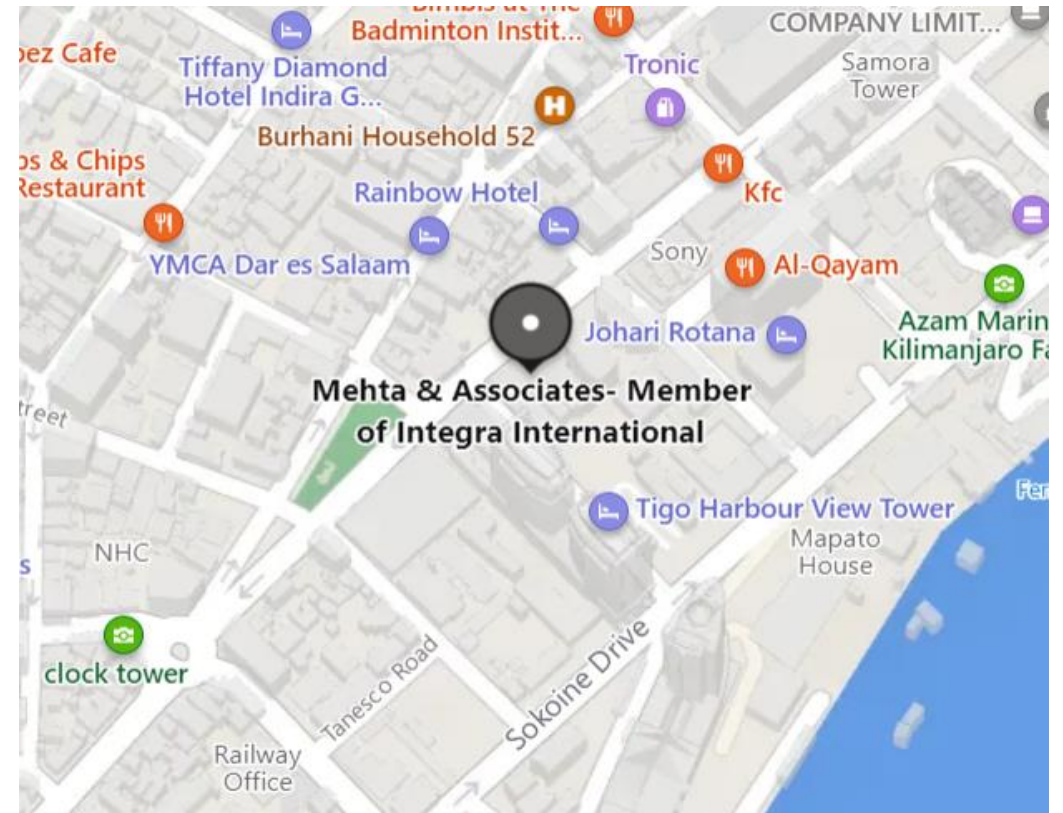 Badminton Instit...
COMPANY LIMIT...
Cafe
Tiffany Diamond
Hotel Indira G...
Tronic
Samora
Tower
Burhani Household 52
& Chips
Restaurant
Rainbow Hotel
Kfc
YMCA Dar es Salaam
Sony
Al-Qayam
Johari Rotana
Azam Marin
Kilimanjaro Fa
Mehta & Associates- Member
of Integra International
treet
Fer
Tigo Harbour View Tower
Mapato
House
NHC
s
clock tower
Tanesco Road
Sokoine Drive
Railway
Office